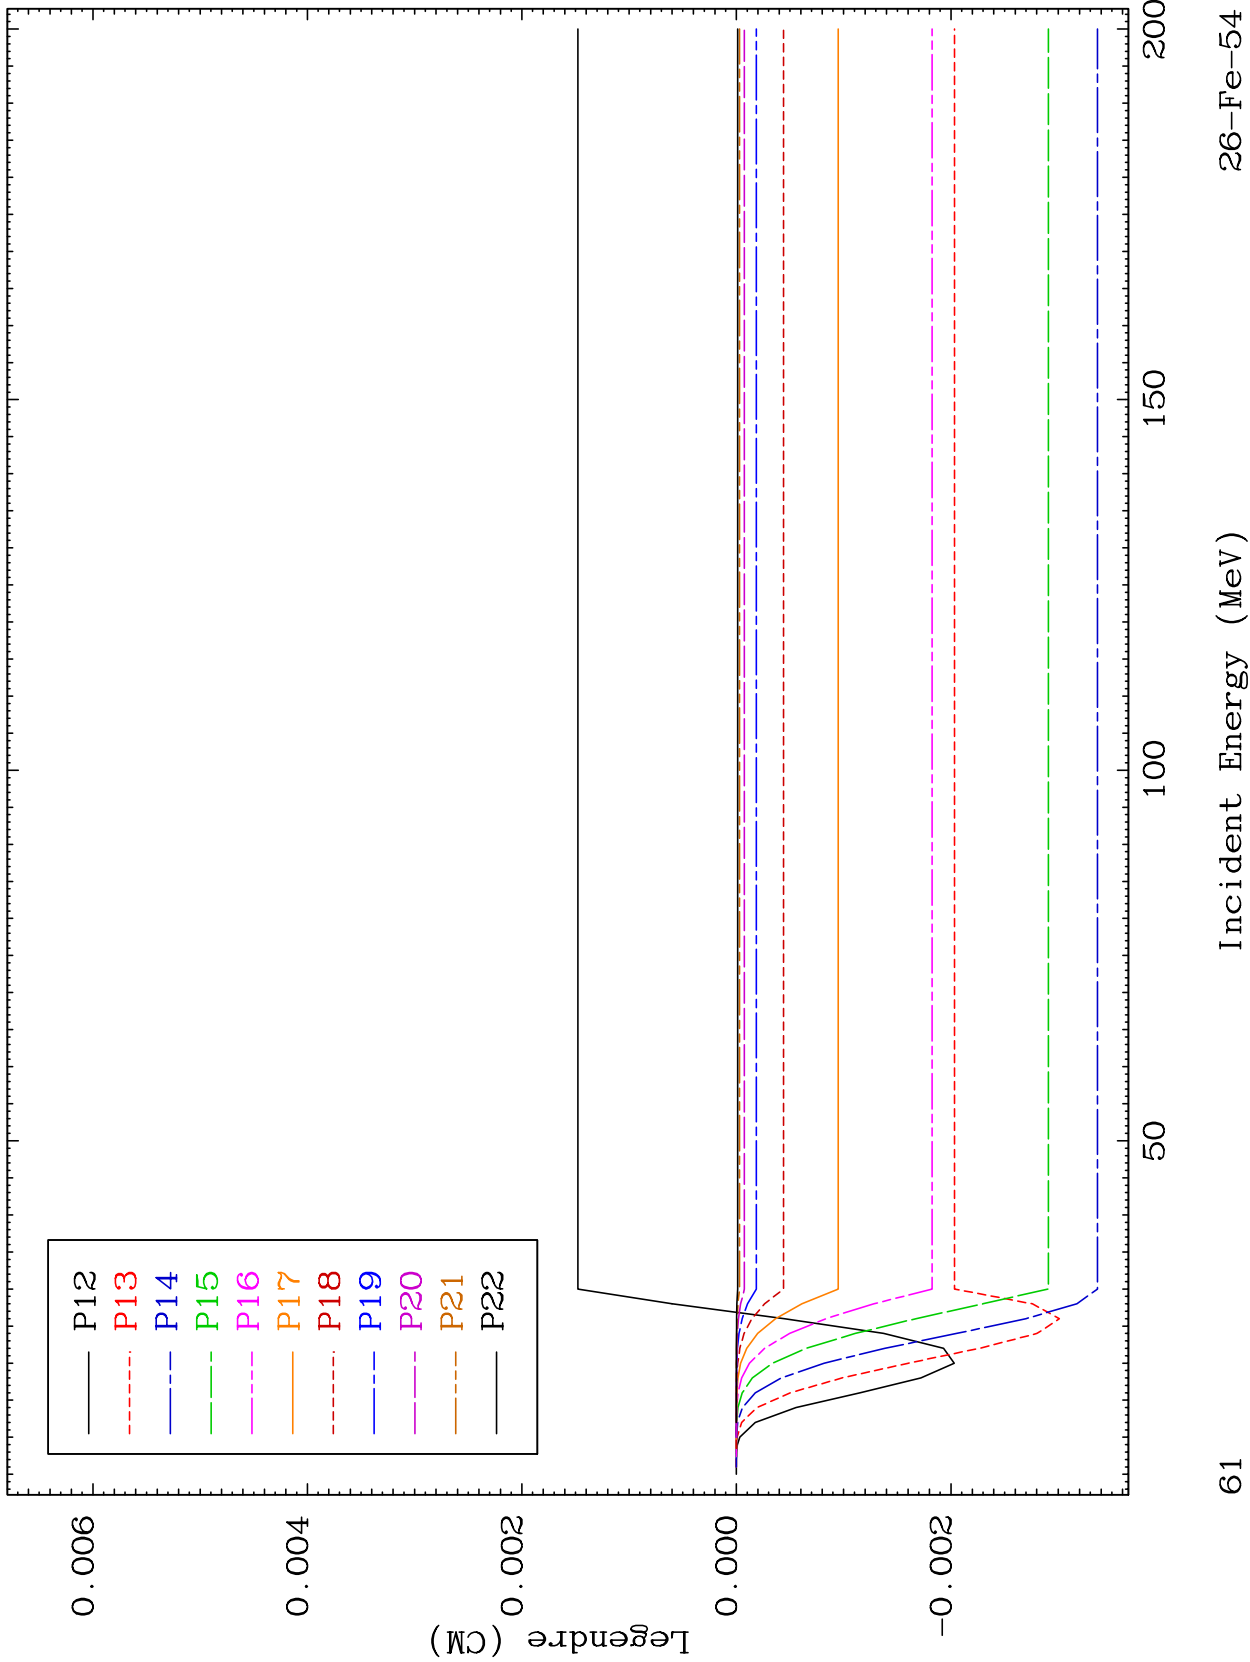 P12
P13
P14
P15
P16
P17
P18
P19
P20
P21
P22
0.006
0.004
0.002
0.000
-0.002
Legendre (CM)
50
100
150
200
Incident Energy (MeV)
61
26-Fe-54